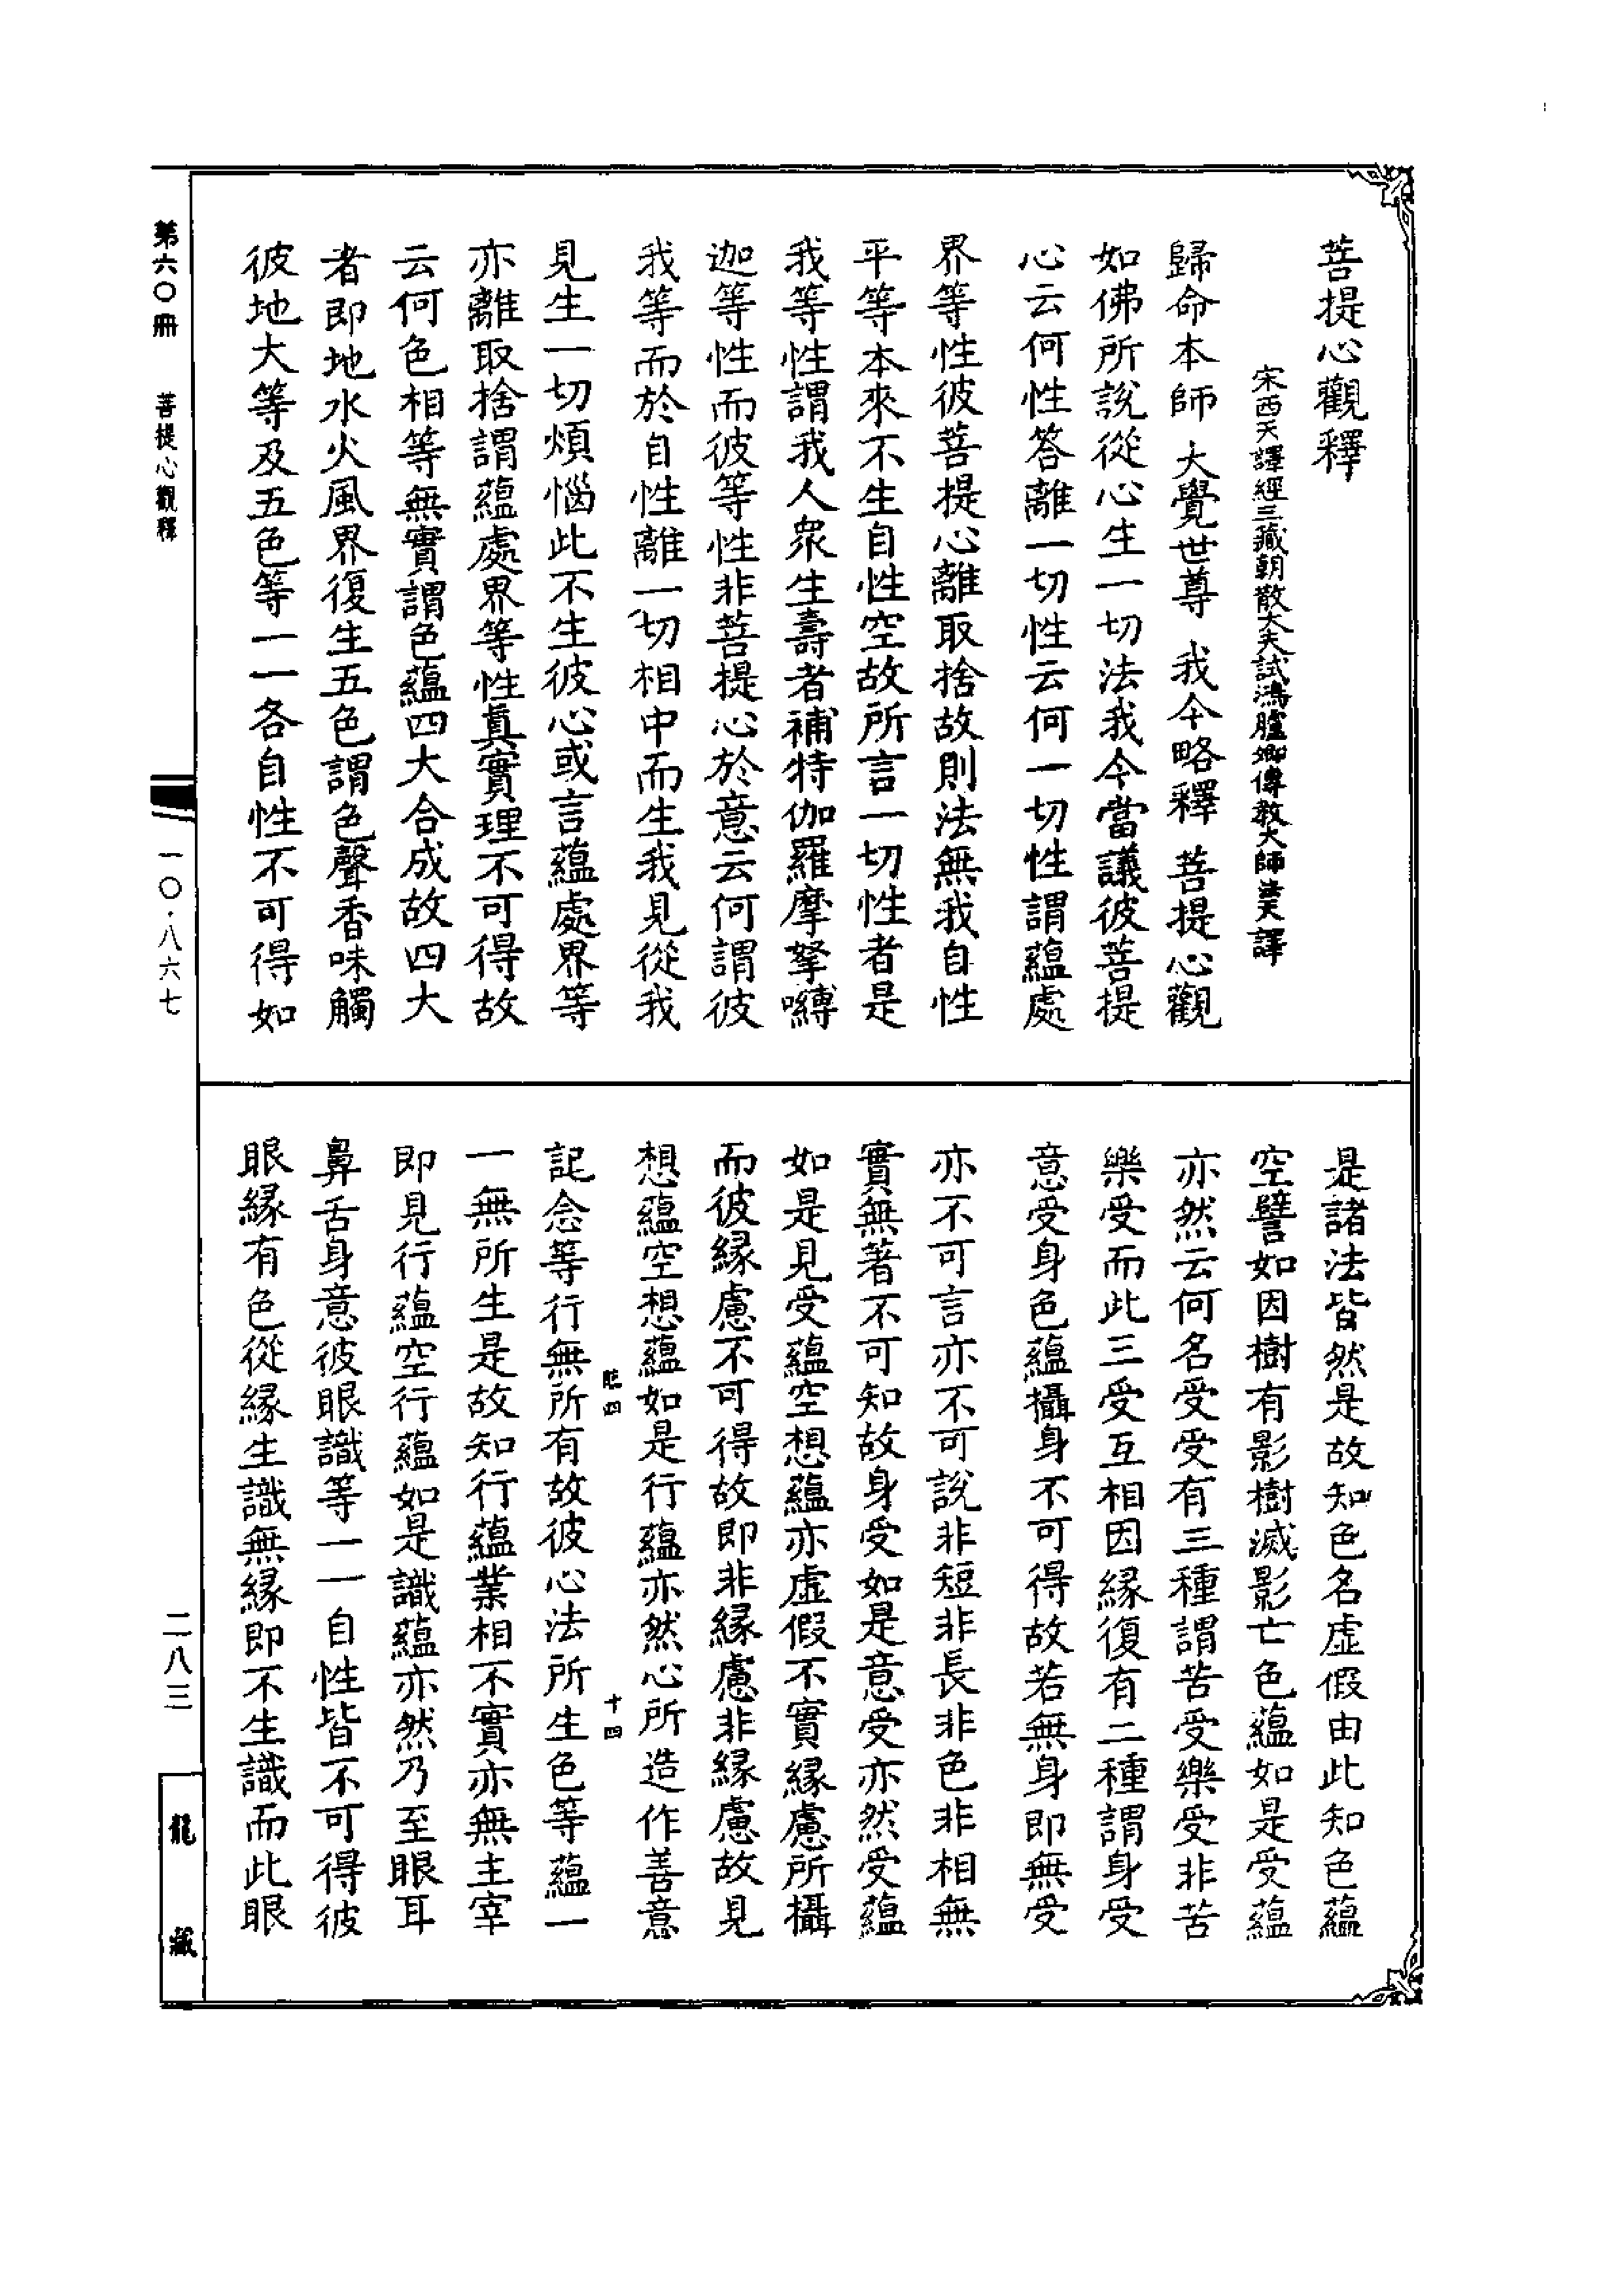 菩提心觀釋
宋西天譯經三藏朝散大夫試鴻臚卿傳教大師法天譯
歸命本師 大覺世尊 我今略釋 菩提心觀
如佛所說從心生一切法我今當議彼菩提
心云何性答離一切性云何一切性謂蘊處
界等性彼菩提心離取捨故則法無我自性
平等本來不生自性空故所言一切性者是
我等性謂我人衆生壽者補特伽羅摩拏嚩
迦等性而彼等性非菩提心於意云何謂彼
我等而於自性離一切相中而生我見從我
見生一切煩惱此不生彼心或言蘊處界等
亦離取捨謂蘊處界等性真實理不可得故
云何色相等無實謂色蘊四大合成故四大
者即地水火風界復生五色謂色聲香味觸
彼地大等及五色等一一各自性不可得如
是諸法皆然是故知色名虛假由此知色蘊
空譬如因樹有影樹滅影亡色蘊如是受蘊
亦然云何名受受有三種謂苦受樂受非苦
樂受而此三受互相因緣復有二種謂身受
意受身色蘊攝身不可得故若無身即無受
亦不可言亦不可說非短非長非色非相無
實無著不可知故身受如是意受亦然受蘊
如是見受蘊空想蘊亦虛假不實緣慮所攝
而彼緣慮不可得故即非緣慮非緣慮故見
想蘊空想蘊如是行蘊亦然心所造作善意
記念等行無所有故彼心法所生色等蘊一
一無所生是故知行蘊業相不實亦無主宰
即見行蘊空行蘊如是識蘊亦然乃至眼耳
鼻舌身意彼眼識等一一自性皆不可得彼
眼緣有色從緣生識無緣即不生識而此眼
十四
第六〇冊
菩提心觀釋
一〇·八六七
二八三
龍藏